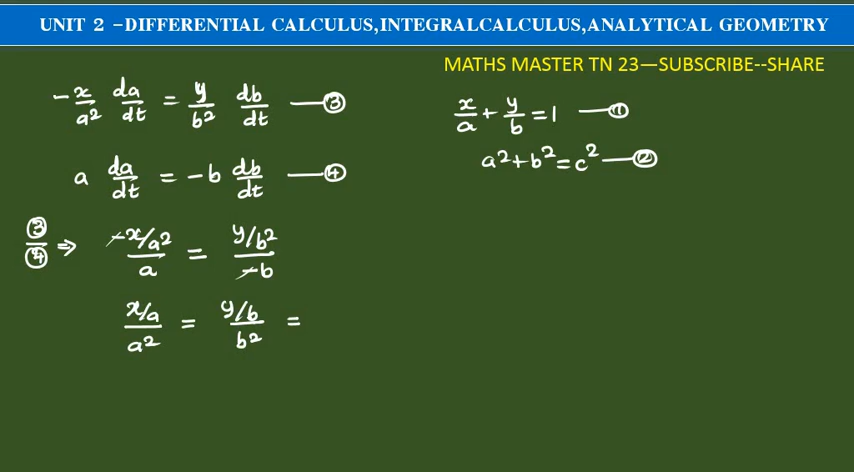 UNIT 2 –DIFFERENTIAL CALCULUS,INTEGRALCALCULUS,ANALYTICAL GEOMETRY
MATHS MASTER TN 23—SUBSCRIBE--SHARE
-x/a² da/dt = y/b² db/dt —③
x/a + y/b = 1 —①
a² + b² = c² —②
a da/dt = -b db/dt —④
③/④ ⇒ (-x/a²)/a = (y/b²)/(-b)
(x/a)/a² = (y/b)/b² =